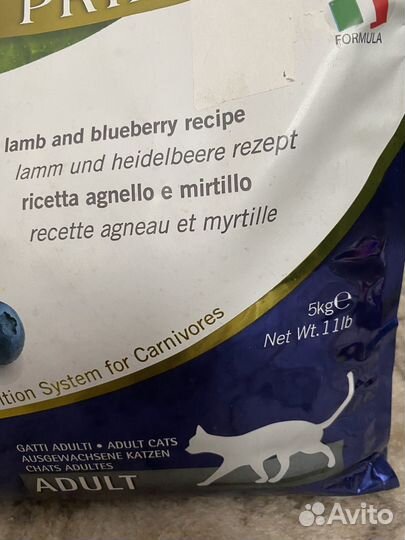 FORMULA
lamb and blueberry recipe
lamm und heidelbeere rezept
ricetta agnello e mirtillo
recette agneau et myrtille
5kg℮
Net Wt.11lb
System for Carnivores
GATTI ADULTI • ADULT CATS
AUSGEWACHSENE KATZEN
CHATS ADULTES
ADULT
Avito